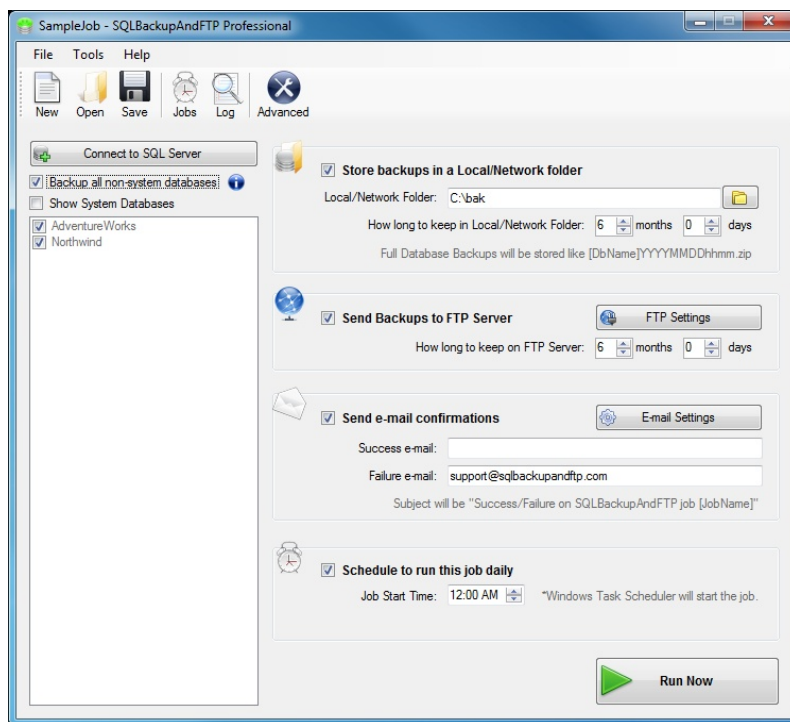 SampleJob - SQLBackupAndFTP Professional
File Tools Help
New Open Save Jobs Log Advanced
Connect to SQL Server
Backup all non-system databases
Show System Databases
AdventureWorks
Northwind
Store backups in a Local/Network folder
Local/Network Folder: C:\bak
How long to keep in Local/Network Folder: 6 months 0 days
Full Database Backups will be stored like [DbName]YYYYMMDDhhmm.zip
Send Backups to FTP Server FTP Settings
How long to keep on FTP Server: 6 months 0 days
Send e-mail confirmations E-mail Settings
Success e-mail:
Failure e-mail: support@sqlbackupandftp.com
Subject will be "Success/Failure on SQLBackupAndFTP job [JobName]"
Schedule to run this job daily
Job Start Time: 12:00 AM *Windows Task Scheduler will start the job.
Run Now